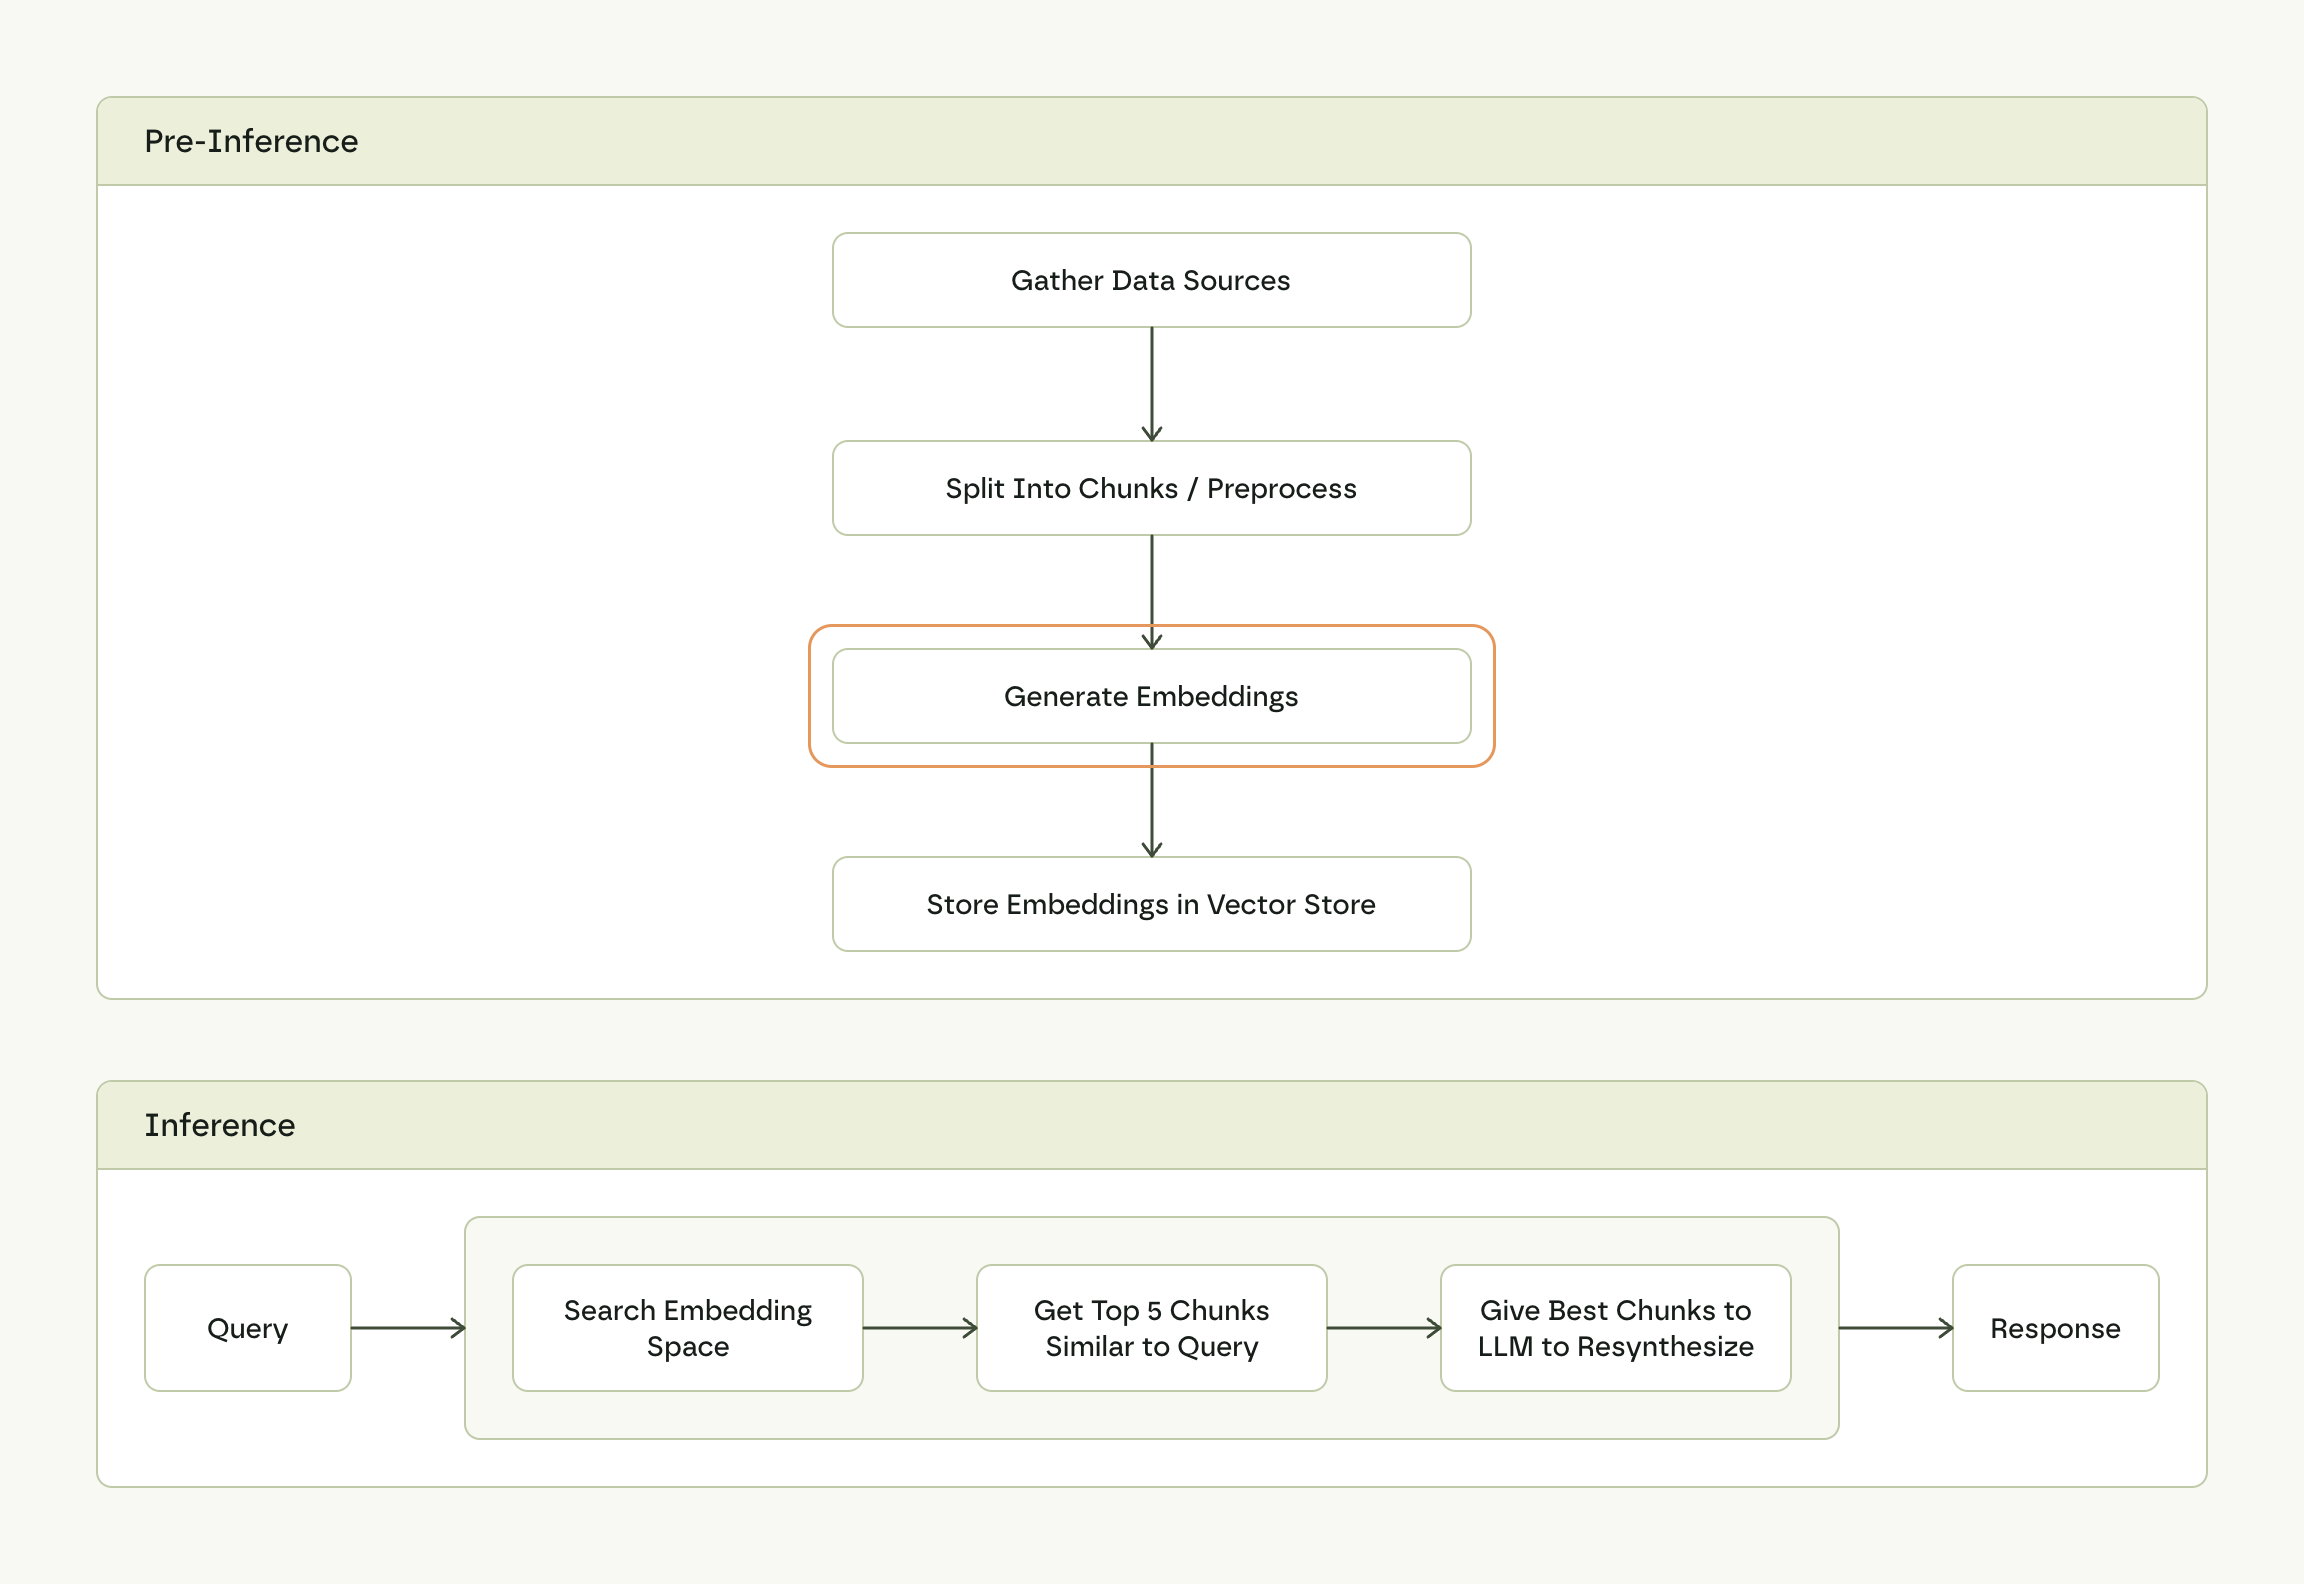 Pre-Inference
Gather Data Sources
Split Into Chunks / Preprocess
Generate Embeddings
Store Embeddings in Vector Store
Inference
Query
Search Embedding
Space
Get Top 5 Chunks
Similar to Query
Give Best Chunks to
LLM to Resynthesize
Response